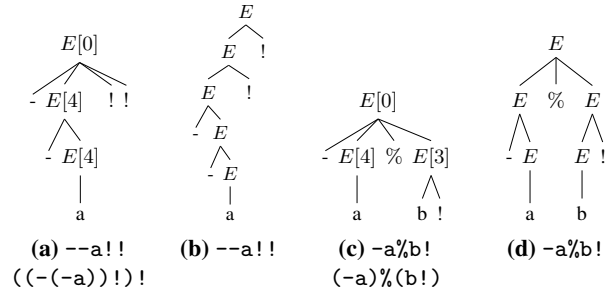 E
E[0]
E !
- E[4] ! !
E !
- E[4]
- E
a
- E
a
E[0]
- E[4] % E[3]
a b !
E
E % E
- E E !
a b
(a) --a!!
((-(-a))!)!
(b) --a!!
(c) -a%b!
(-a)%(b!)
(d) -a%b!